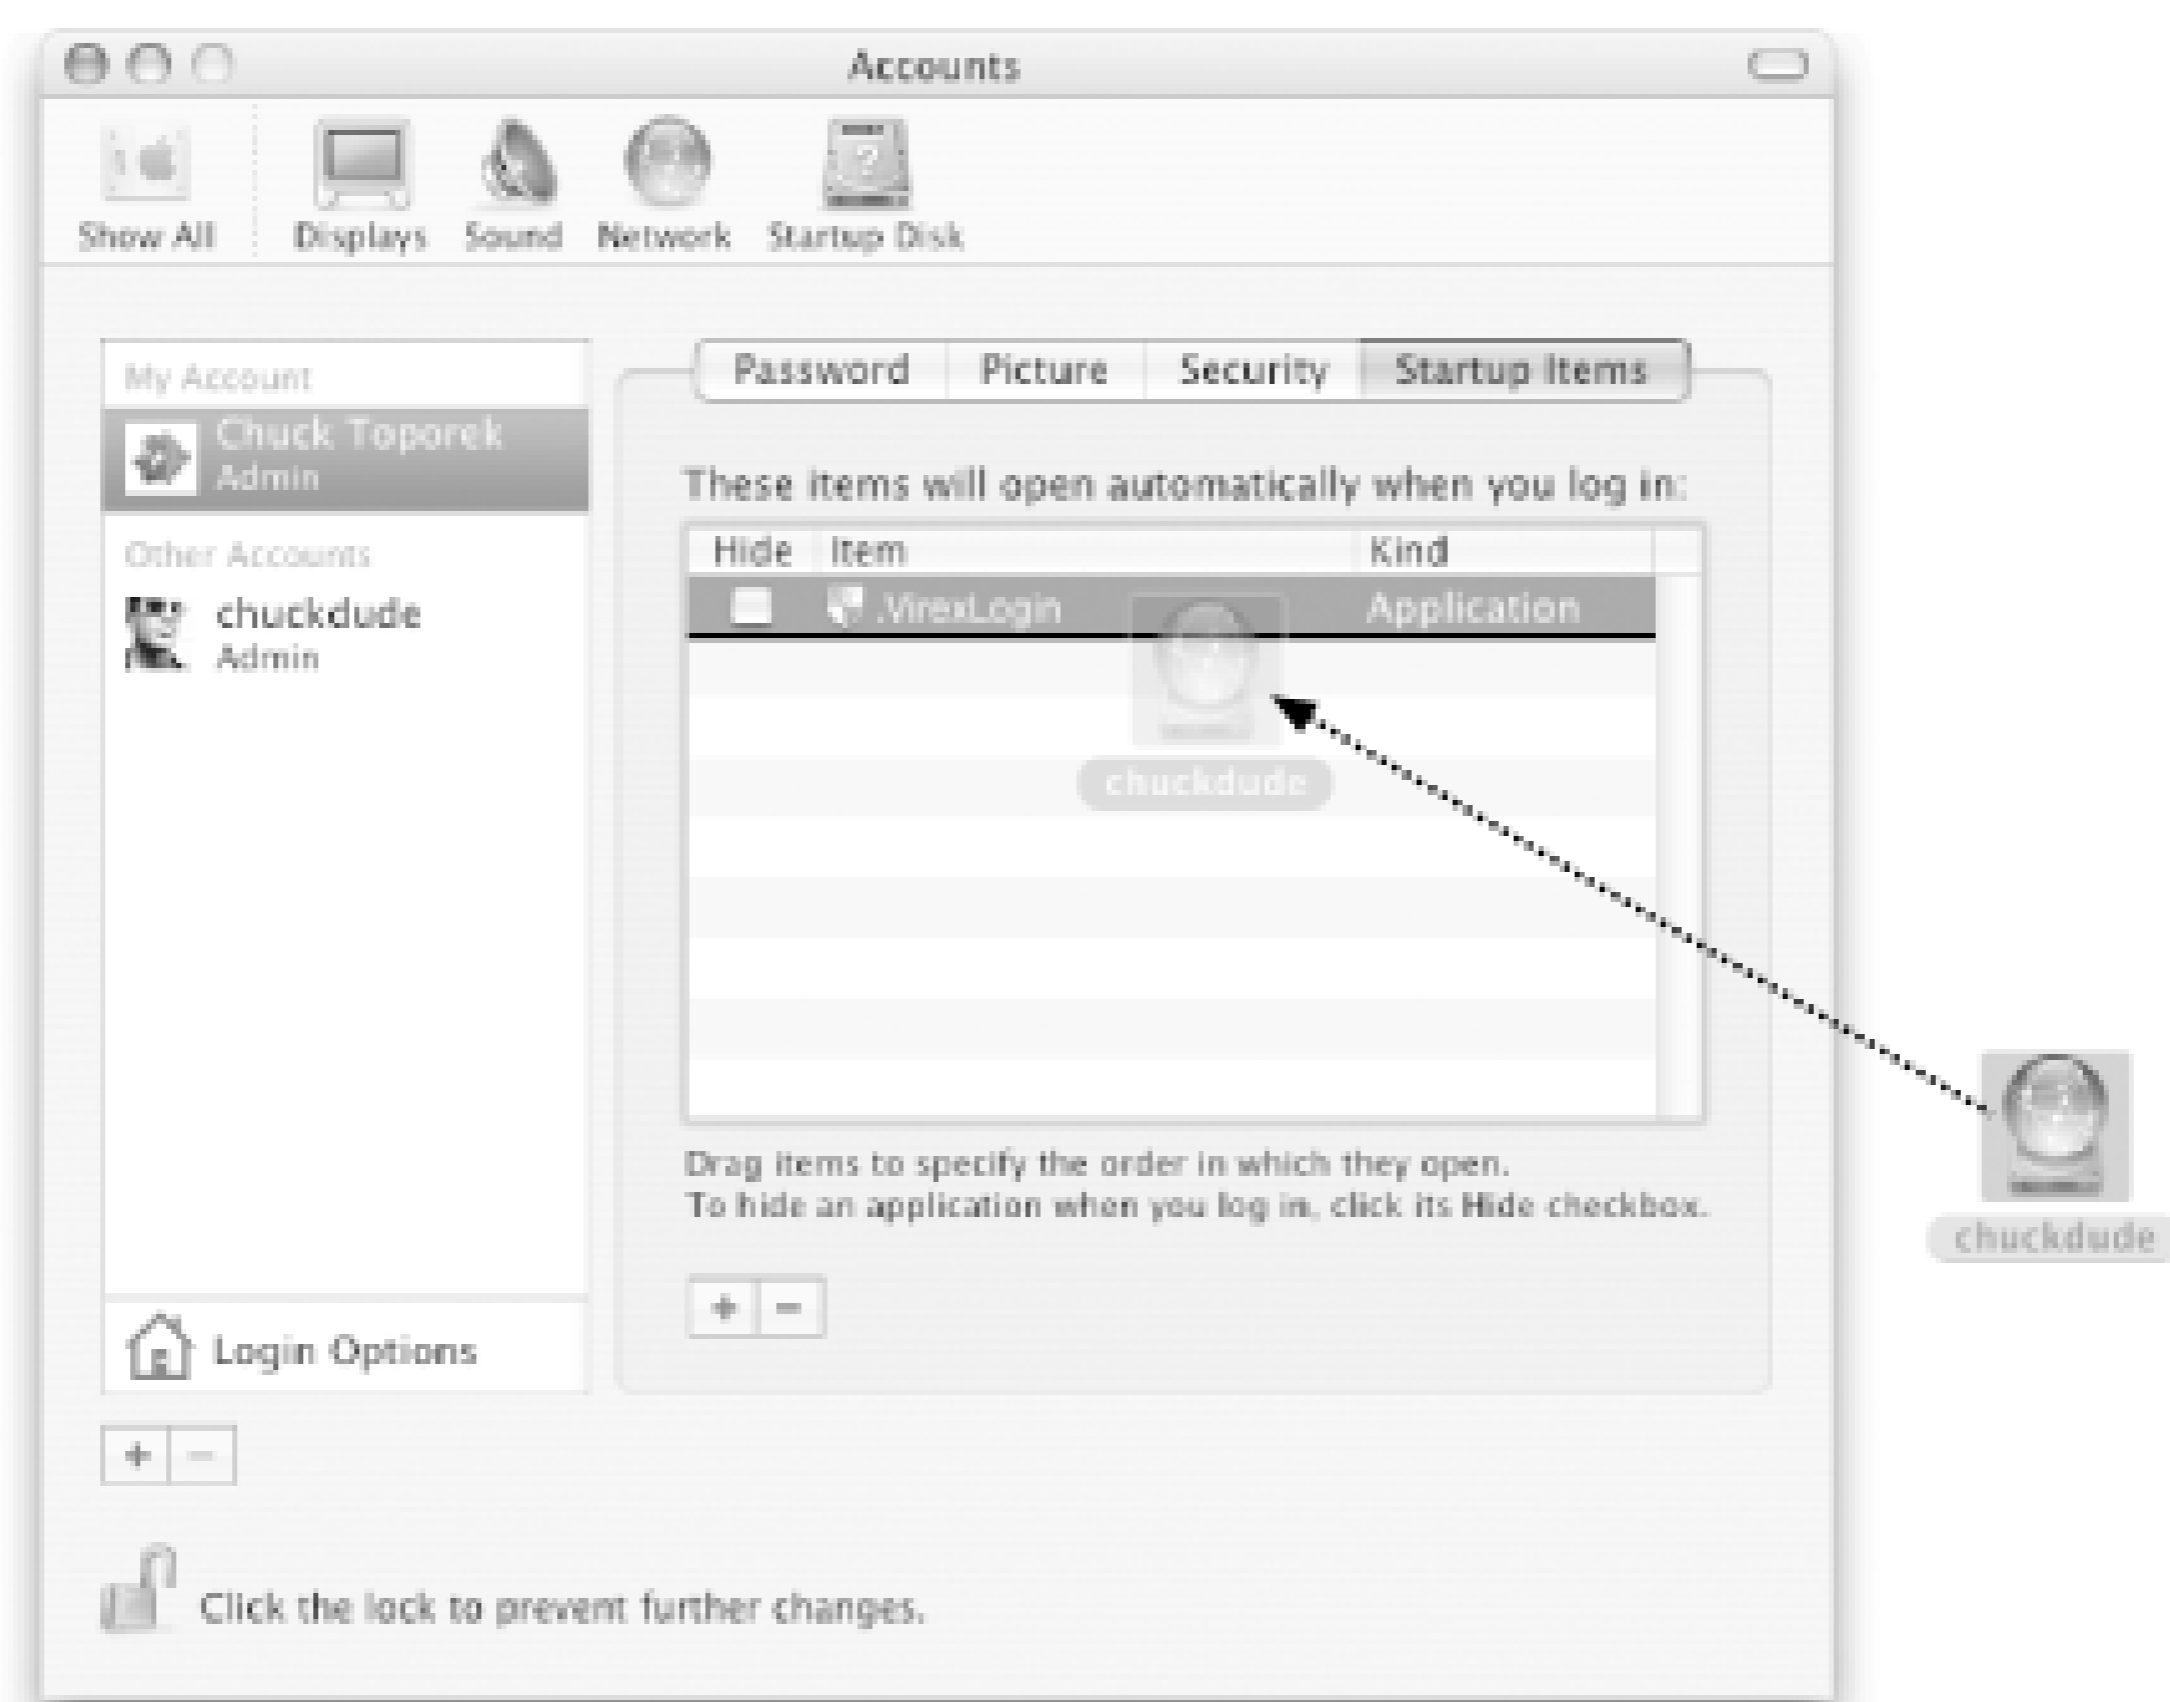 Accounts
Show All Displays Sound Network Startup Disk
My Account
Chuck Toporek
Admin
Other Accounts
chuckdude
Admin
Login Options
Password Picture Security Startup Items
These items will open automatically when you log in:
Hide Item Kind
.VirexLogin Application
chuckdude
Drag items to specify the order in which they open.
To hide an application when you log in, click its Hide checkbox.
+ −
chuckdude
+ −
Click the lock to prevent further changes.